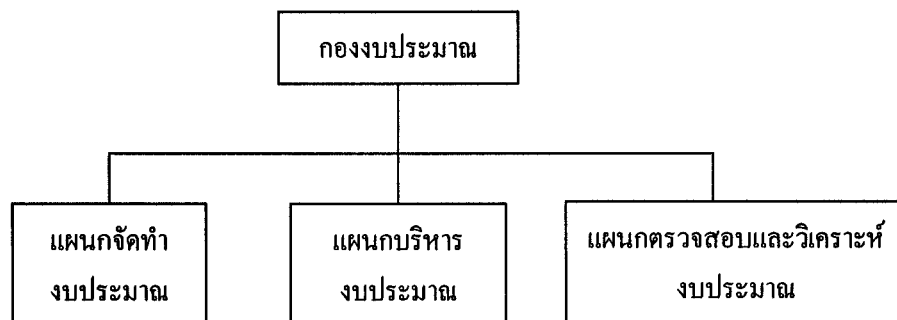 กองงบประมาณ
แผนกจัดทำ
งบประมาณ
แผนกบริหาร
งบประมาณ
แผนกตรวจสอบและวิเคราะห์
งบประมาณ